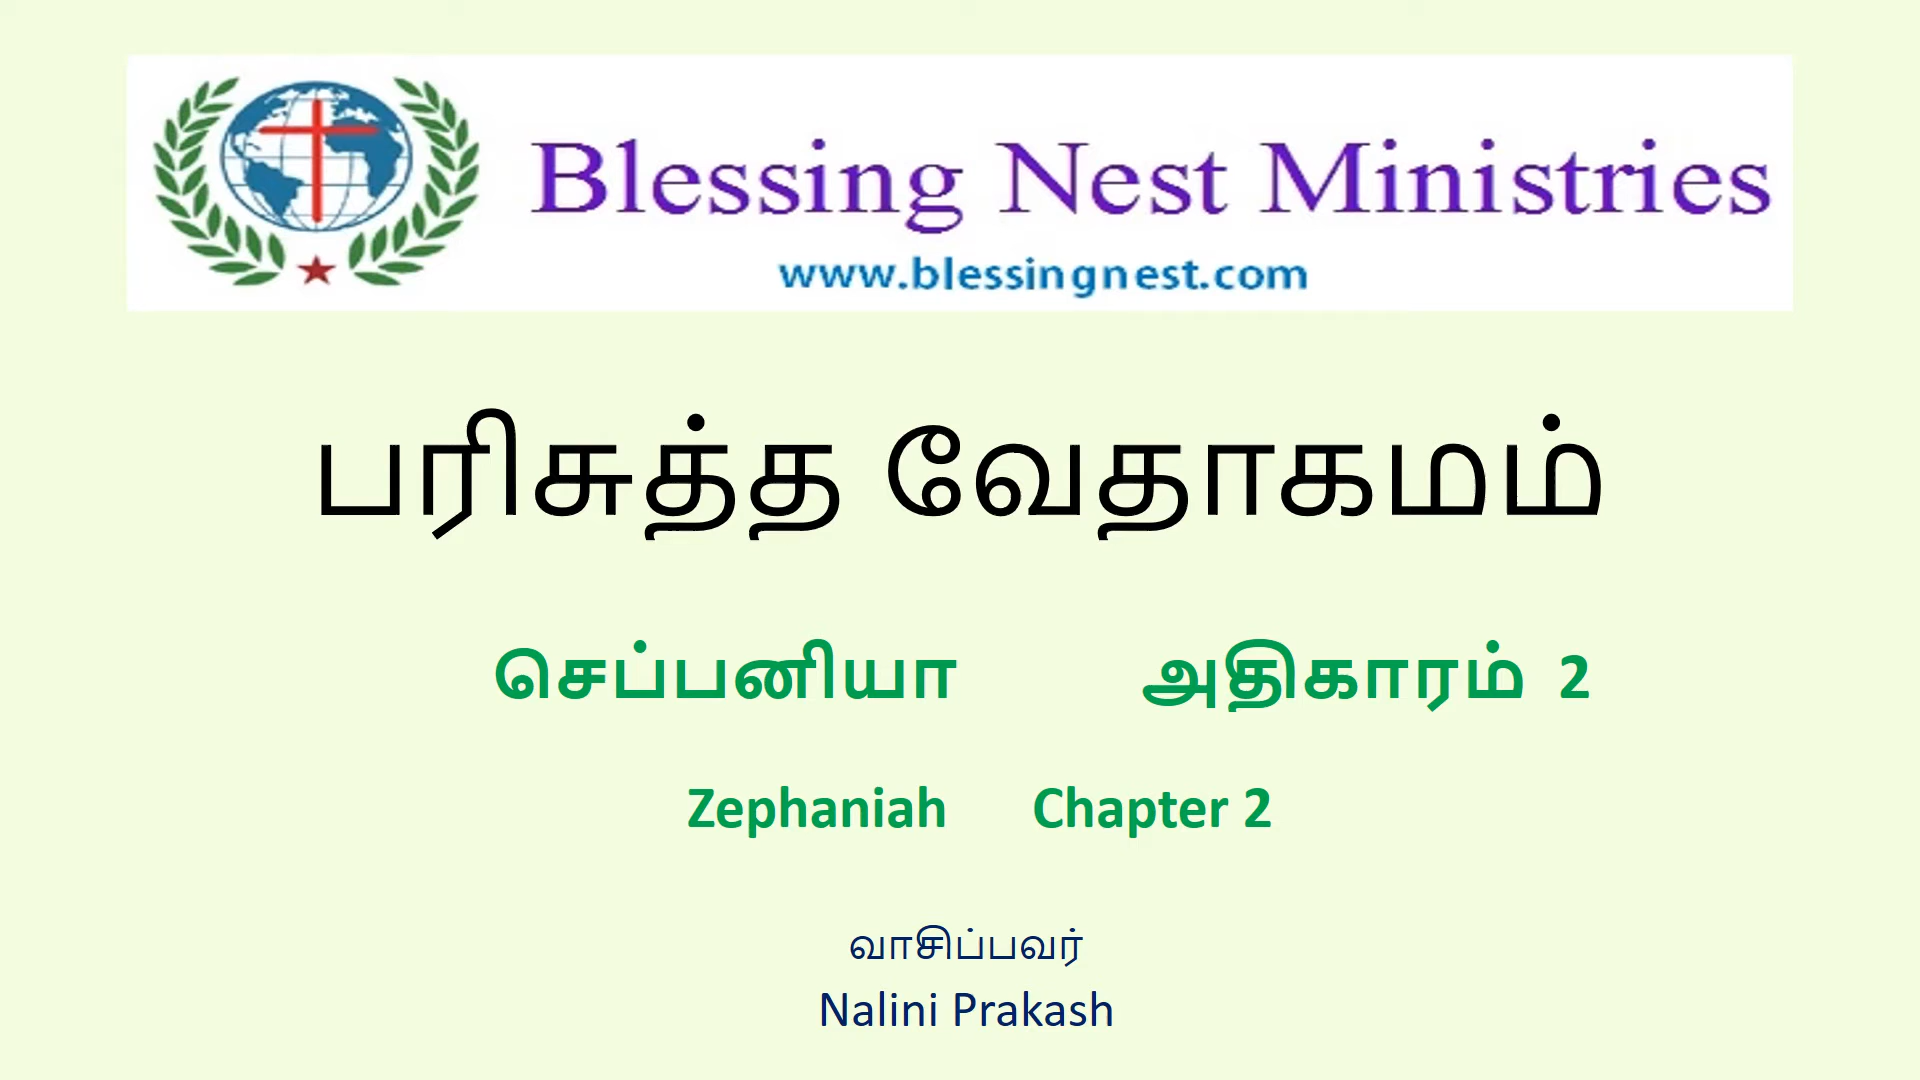 Blessing Nest Ministries
www.blessingnest.com
பரிசுத்த வேதாகமம்
செப்பனியா அதிகாரம் 2
Zephaniah Chapter 2
வாசிப்பவர்
Nalini Prakash